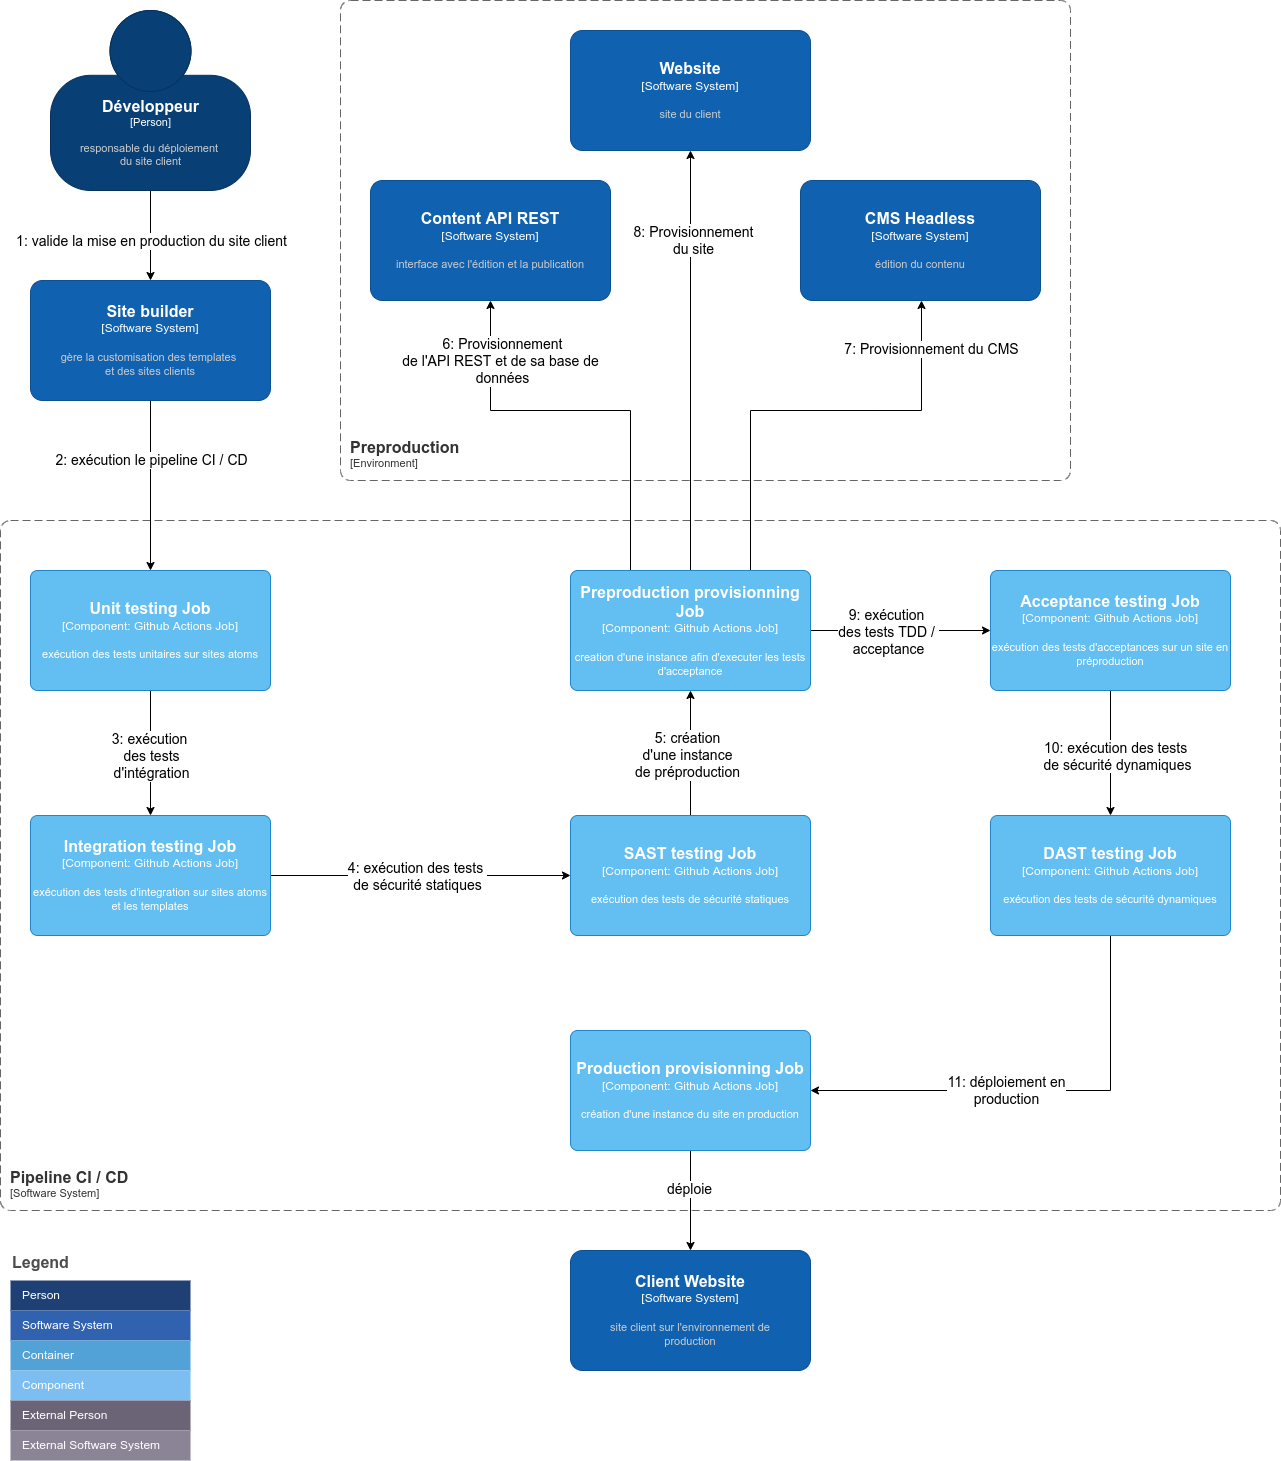 Développeur
[Person]
responsable du déploiement
du site client
1: valide la mise en production du site client
Site builder
[Software System]
gère la customisation des templates
et des sites clients
2: exécution le pipeline CI / CD
Website
[Software System]
site du client
Content API REST
[Software System]
interface avec l'édition et la publication
8: Provisionnement
du site
CMS Headless
[Software System]
édition du contenu
6: Provisionnement
de l'API REST et de sa base de
données
7: Provisionnement du CMS
Preproduction
[Environment]
Unit testing Job
[Component: Github Actions Job]
exécution des tests unitaires sur sites atoms
Preproduction provisionning
Job
[Component: Github Actions Job]
creation d'une instance afin d'executer les tests
d'acceptance
9: exécution
des tests TDD /
acceptance
Acceptance testing Job
[Component: Github Actions Job]
exécution des tests d'acceptances sur un site en
préproduction
3: exécution
des tests
d'intégration
5: création
d'une instance
de préproduction
10: exécution des tests
de sécurité dynamiques
Integration testing Job
[Component: Github Actions Job]
exécution des tests d'integration sur sites atoms
et les templates
4: exécution des tests
de sécurité statiques
SAST testing Job
[Component: Github Actions Job]
exécution des tests de sécurité statiques
DAST testing Job
[Component: Github Actions Job]
exécution des tests de sécurité dynamiques
Production provisionning Job
[Component: Github Actions Job]
création d'une instance du site en production
11: déploiement en
production
Pipeline CI / CD
[Software System]
déploie
Client Website
[Software System]
site client sur l'environnement de
production
Legend
Person
Software System
Container
Component
External Person
External Software System